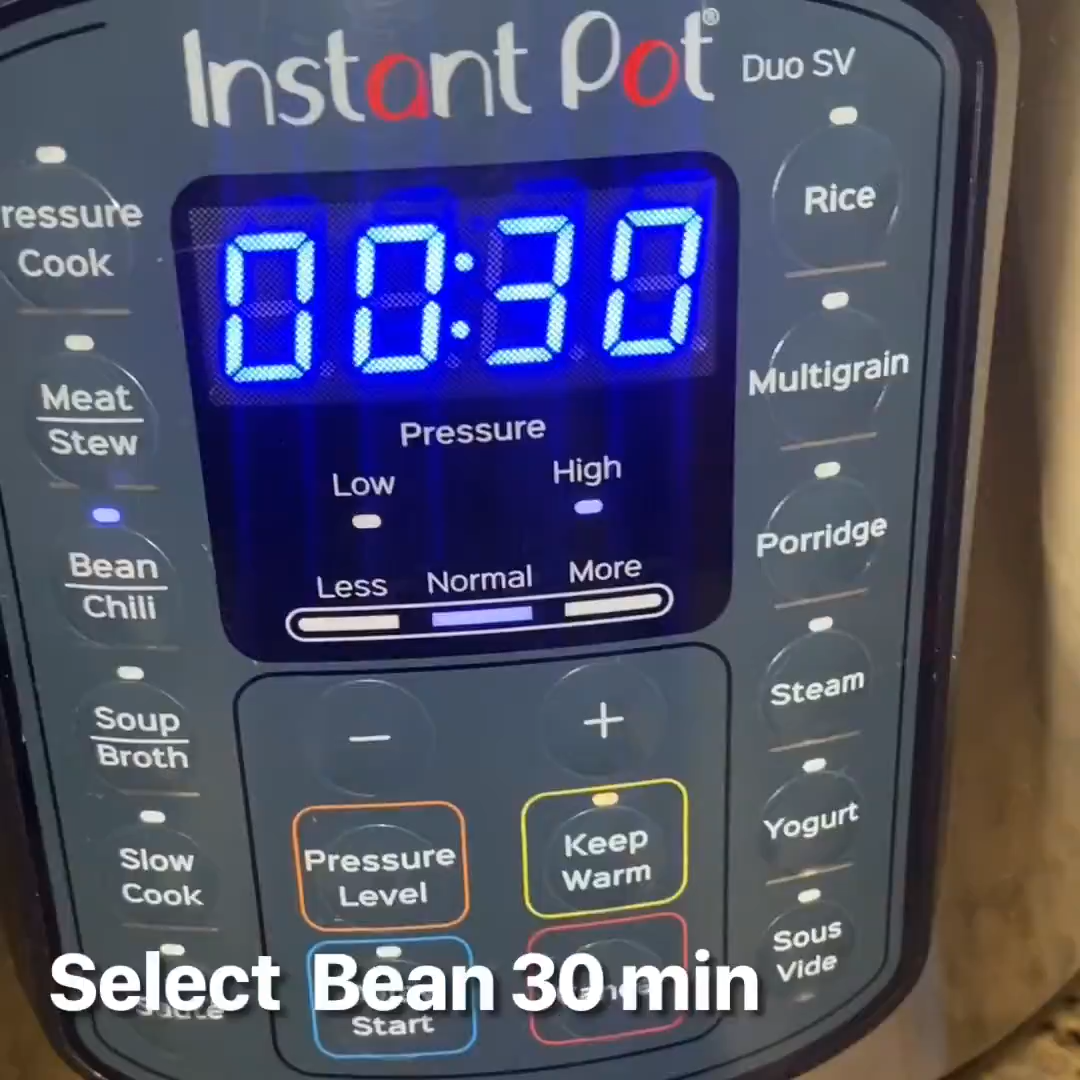 Instant Pot® Duo SV
00:30
Pressure
Low High
Less Normal More
ressure
Cook
Meat
Stew
Bean
Chili
Soup
Broth
Slow
Cook
Saute
− +
Pressure
Level
Keep
Warm
Start
Rice
Multigrain
Porridge
Steam
Yogurt
Sous
Vide
Select Bean 30 min